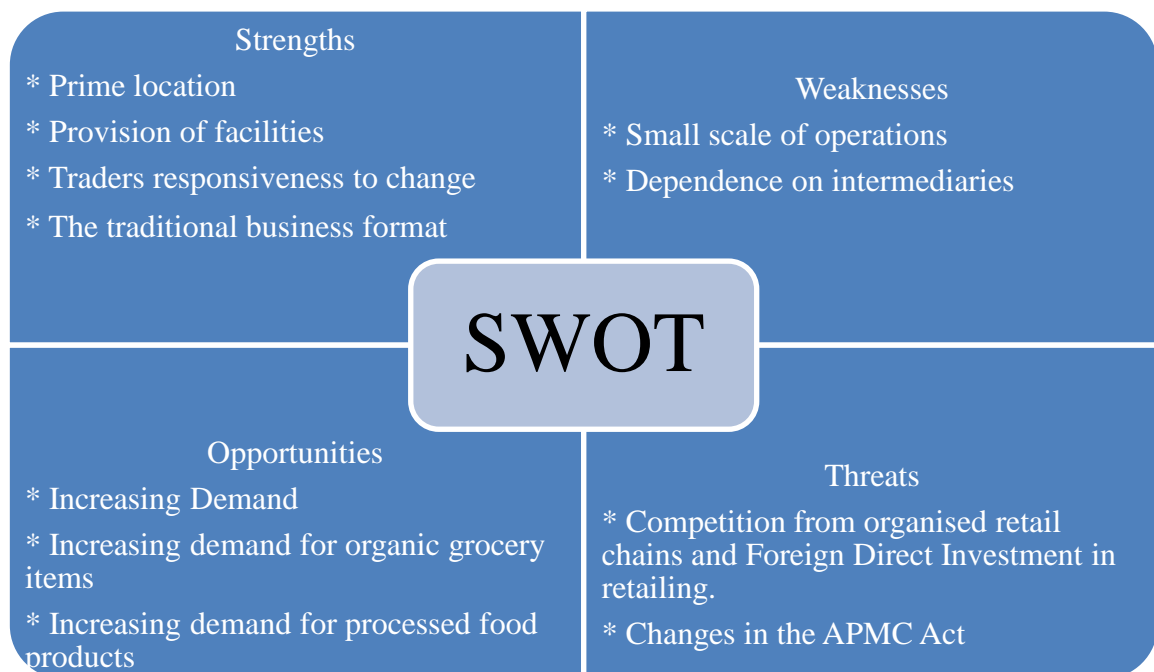 Strengths
* Prime location
* Provision of facilities
* Traders responsiveness to change
* The traditional business format
Weaknesses
* Small scale of operations
* Dependence on intermediaries
SWOT
Opportunities
* Increasing Demand
* Increasing demand for organic grocery
items
* Increasing demand for processed food
products
Threats
* Competition from organised retail
chains and Foreign Direct Investment in
retailing.
* Changes in the APMC Act